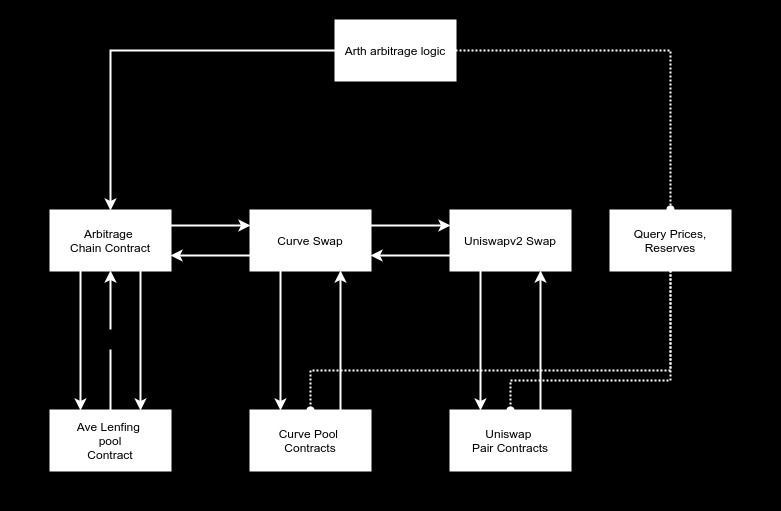 Arth arbitrage logic
Arbitrage
Chain Contract
Curve Swap
Uniswapv2 Swap
Query Prices,
Reserves
Ave Lenfing
pool
Contract
Curve Pool
Contracts
Uniswap
Pair Contracts